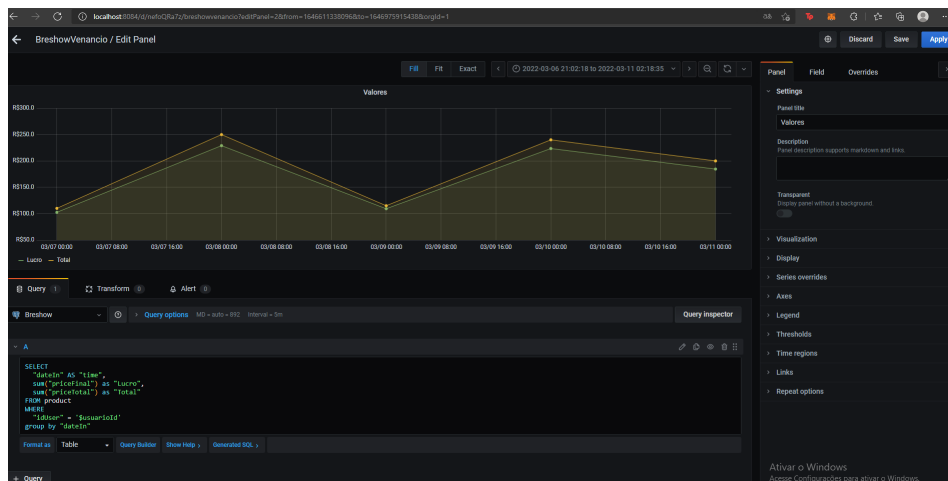 localhost:8084/d/nefoQRa7z/breshowvenancio?editPanel=2&from=1646611338096&to=1646975915438&orgId=1
BreshowVenancio / Edit Panel
Discard Save Apply
Fill Fit Exact 2022-03-06 21:02:18 to 2022-03-11 02:18:35
Panel Field Overrides
Valores
R$300.0
R$250.0
R$200.0
R$150.0
R$100.0
R$50.0
03/07 00:00 03/07 08:00 03/07 16:00 03/08 00:00 03/08 08:00 03/08 16:00 03/09 00:00 03/09 08:00 03/09 16:00 03/10 00:00 03/10 08:00 03/10 16:00 03/11 00:00
Lucro Total
Query 1 Transform 0 Alert 0
Breshow Query options MD = auto = 892 Interval = 5m Query inspector
A
SELECT
"dateIn" AS "time",
sum("priceFinal") as "Lucro",
sum("priceTotal") as "Total"
FROM product
WHERE
"idUser" = '$usuarioId'
group by "dateIn"
Format as Table Query Builder Show Help Generated SQL
+ Query
Settings
Panel title
Valores
Description
Panel description supports markdown and links.
Transparent
Display panel without a background.
Visualization
Display
Series overrides
Axes
Legend
Thresholds
Time regions
Links
Repeat options
Ativar o Windows
Acesse Configurações para ativar o Windows.